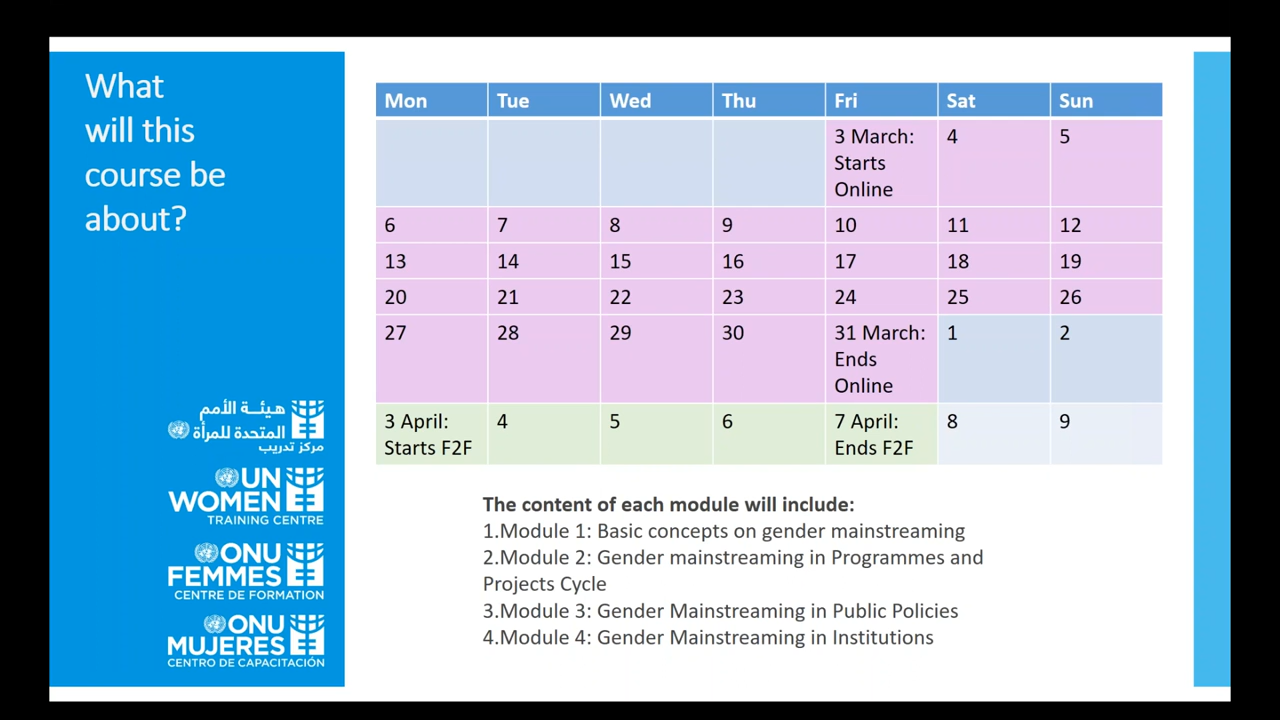 What
will this
course be
about?
هيئة الأمم
المتحدة للمرأة
مركز تدريب
UN
WOMEN
TRAINING CENTRE
ONU
FEMMES
CENTRE DE FORMATION
ONU
MUJERES
CENTRO DE CAPACITACIÓN
Mon Tue Wed Thu Fri Sat Sun
3 March: 4 5
Starts
Online
6 7 8 9 10 11 12
13 14 15 16 17 18 19
20 21 22 23 24 25 26
27 28 29 30 31 March: 1 2
Ends
Online
3 April: 4 5 6 7 April: 8 9
Starts F2F Ends F2F
The content of each module will include:
1.Module 1: Basic concepts on gender mainstreaming
2.Module 2: Gender mainstreaming in Programmes and
Projects Cycle
3.Module 3: Gender Mainstreaming in Public Policies
4.Module 4: Gender Mainstreaming in Institutions